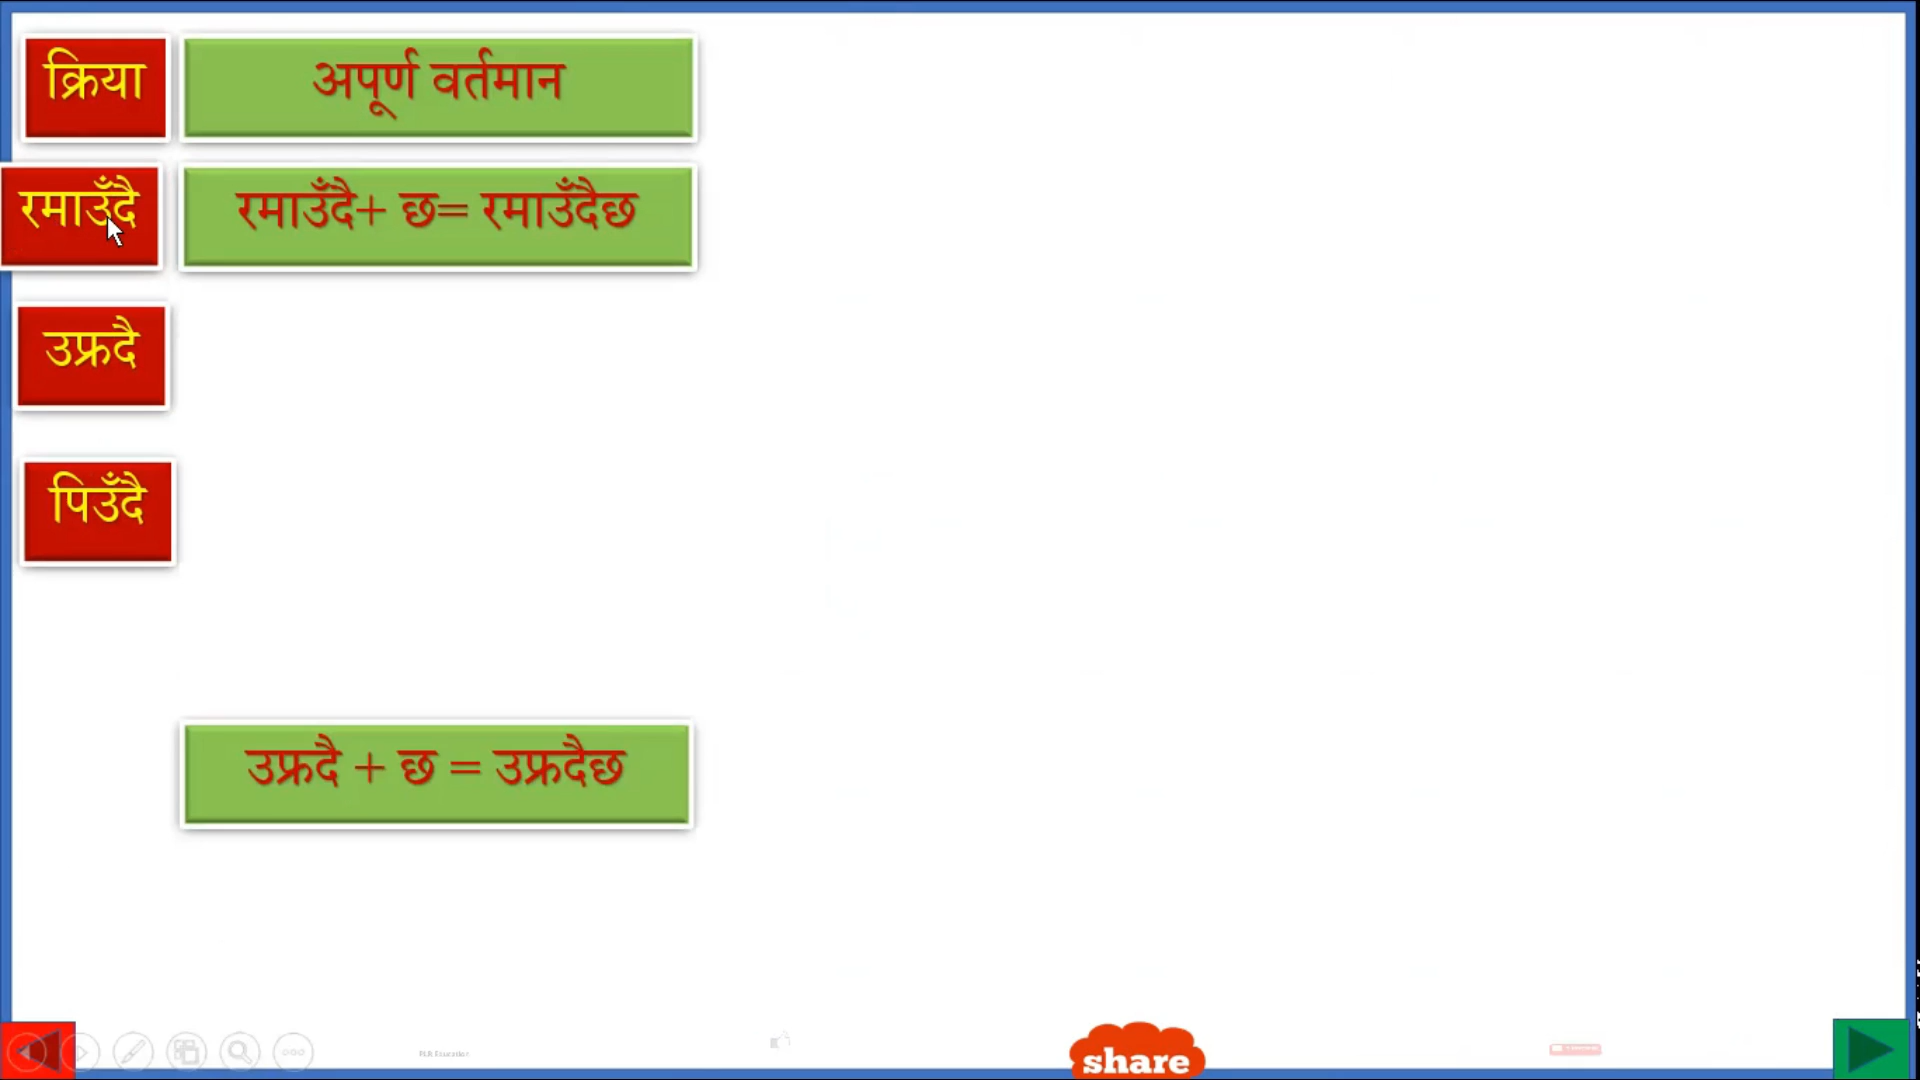 क्रिया
अपूर्ण वर्तमान
रमाउँदै
रमाउँदै+ छ= रमाउँदैछ
उफ्रदै
पिउँदै
उफ्रदै + छ = उफ्रदैछ
share